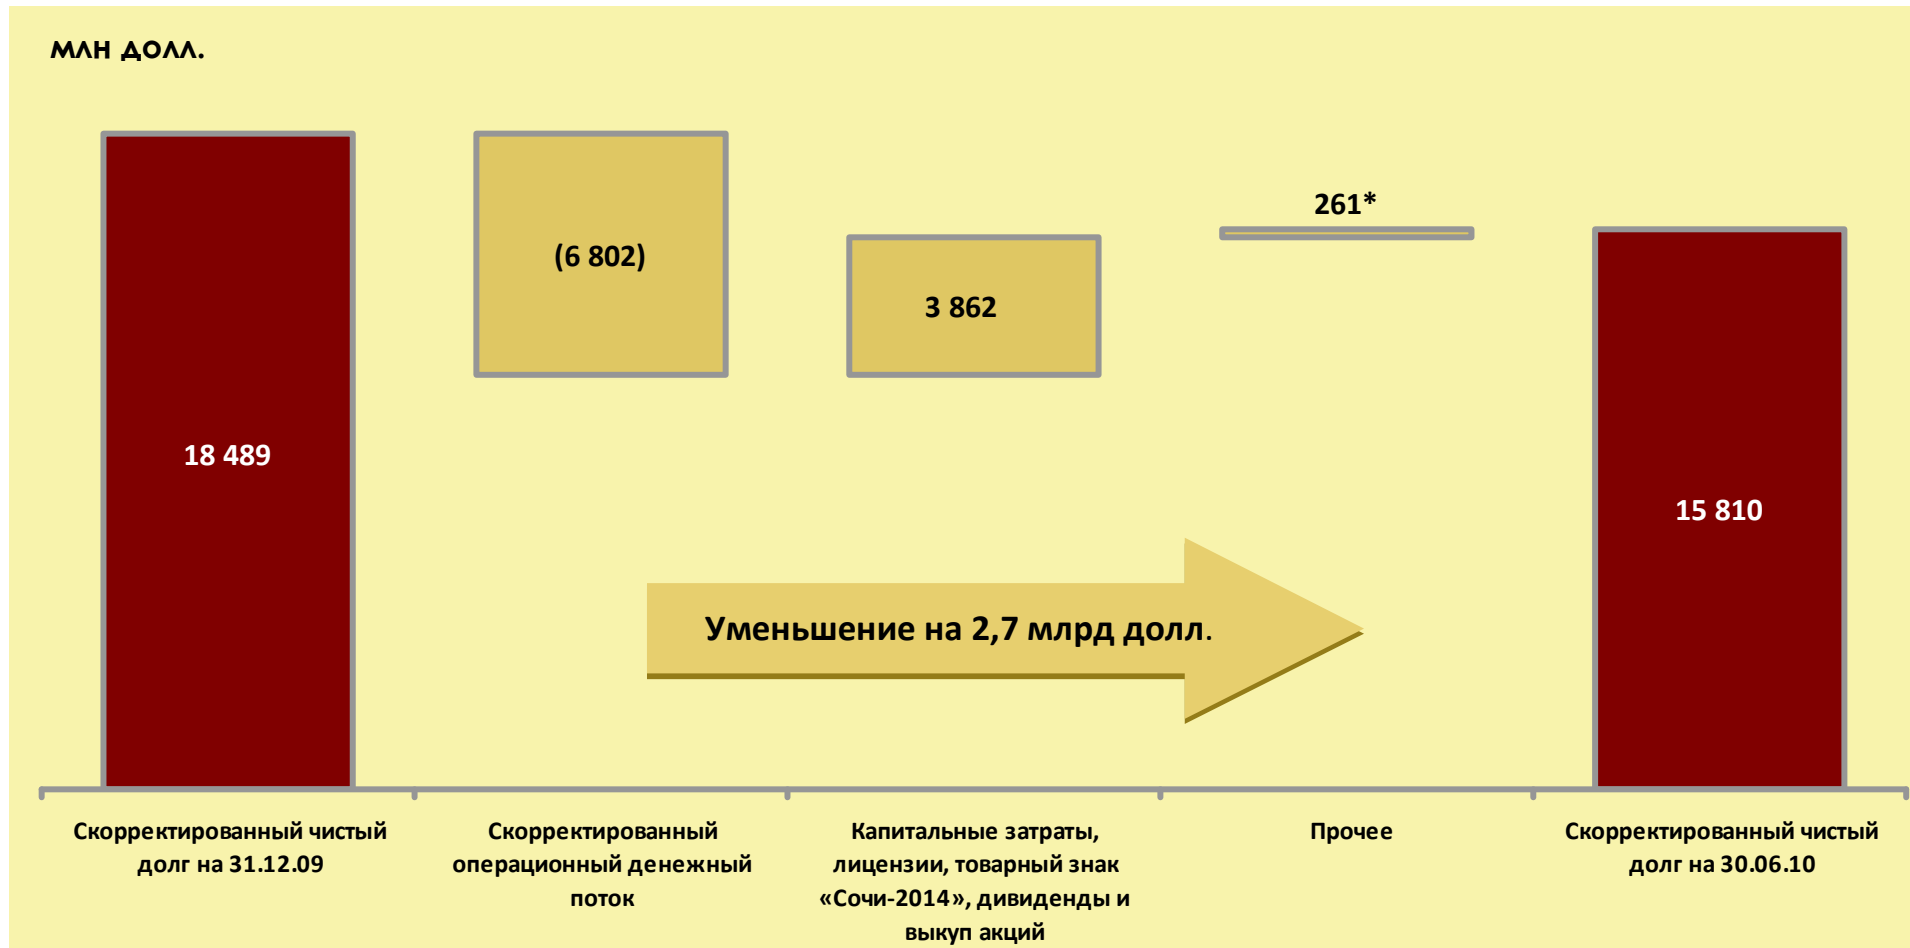 МЛН ДОЛЛ.
261*
(6 802)
3 862
18 489
15 810
Уменьшение на 2,7 млрд долл.
Скорректированный чистый
долг на 31.12.09
Скорректированный
операционный денежный
поток
Капитальные затраты,
лицензии, товарный знак
«Сочи-2014», дивиденды и
выкуп акций
Прочее
Скорректированный чистый
долг на 30.06.10